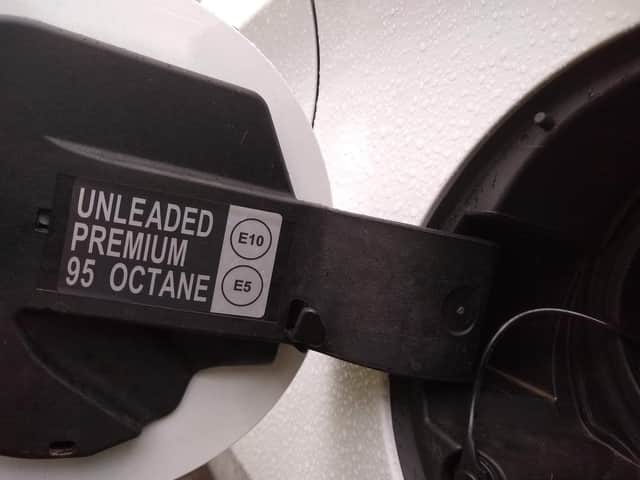 UNLEADED
PREMIUM
95 OCTANE
E10
E5